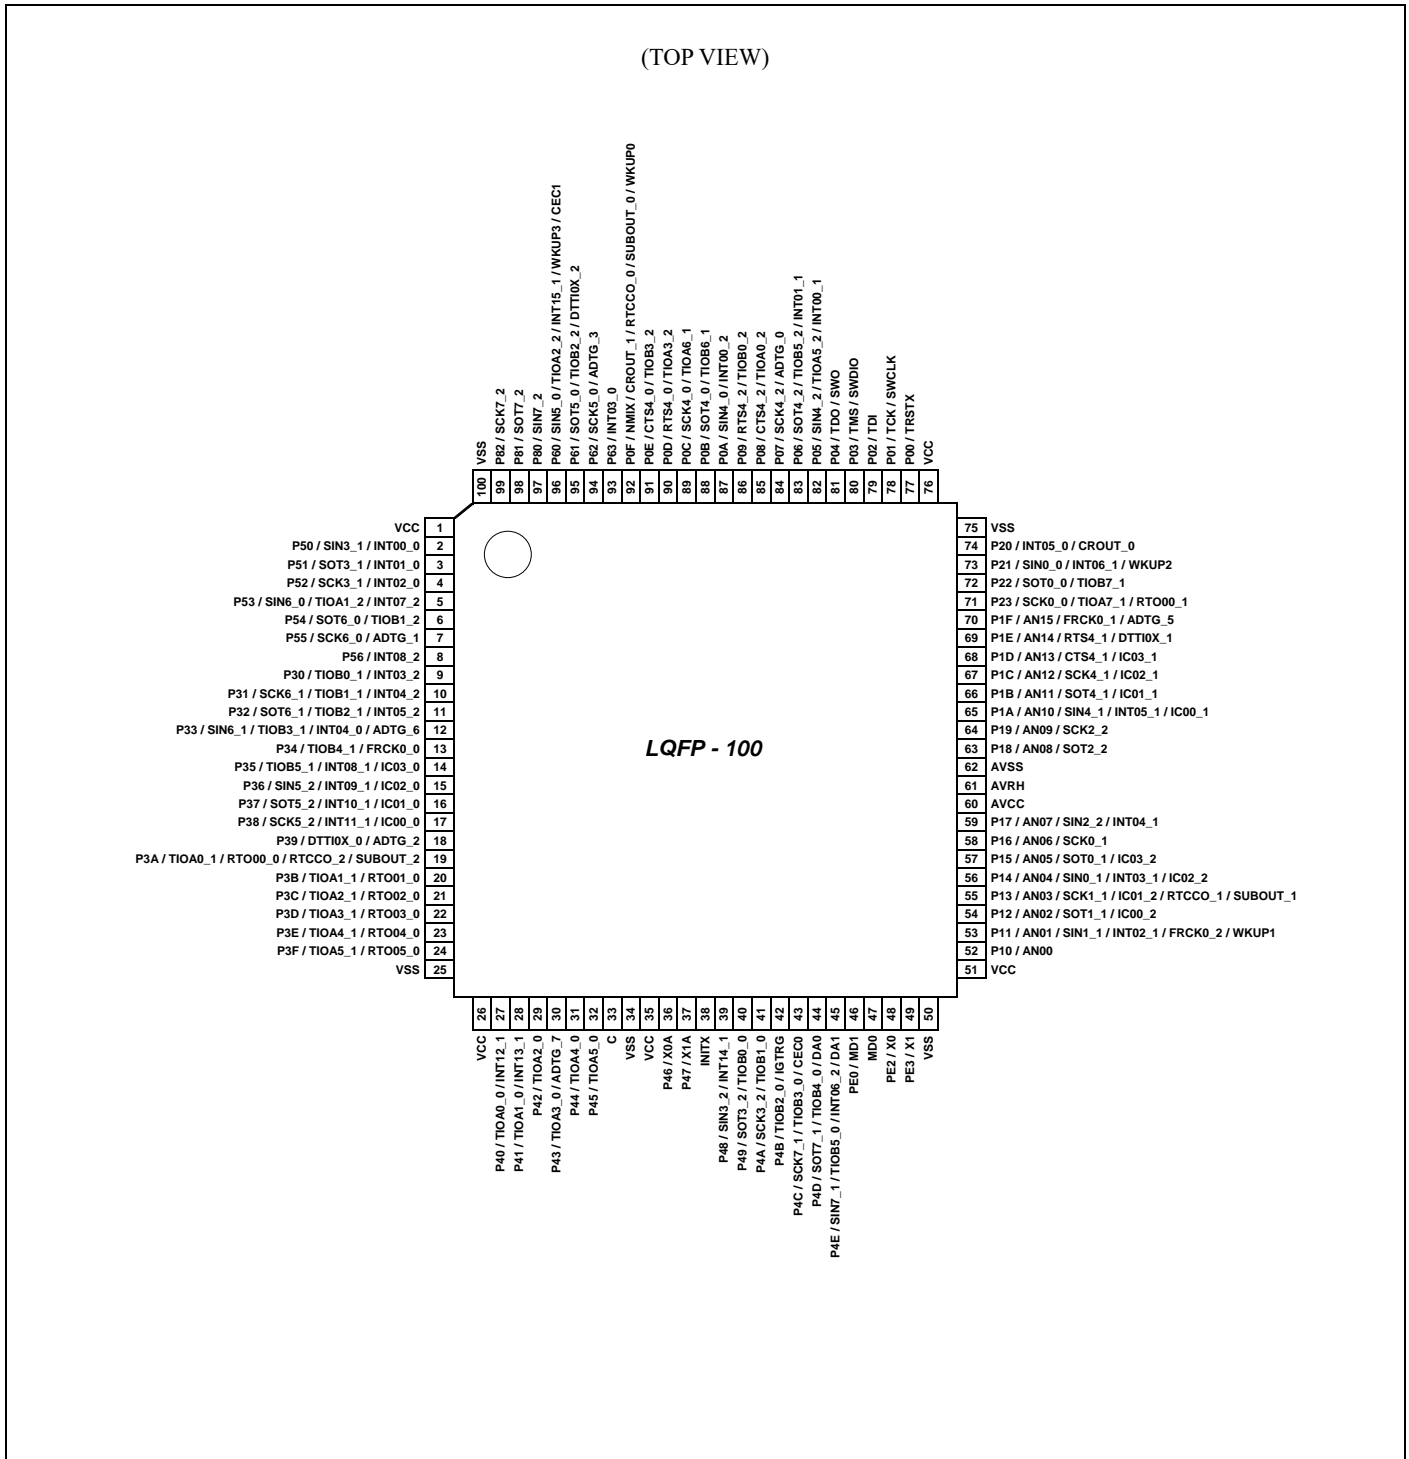 (TOP VIEW)
VSS
P82 / SCK7_2
P81 / SOT7_2
P80 / SIN7_2
P60 / SIN5_0 / TIOA2_2 / INT15_1 / WKUP3 / CEC1
P61 / SOT5_0 / TIOB2_2 / DTTI0X_2
P62 / SCK5_0 / ADTG_3
P63 / INT03_0
P0F / NMIX / CROUT_1 / RTCCO_0 / SUBOUT_0 / WKUP0
P0E / CTS4_0 / TIOB3_2
P0D / RTS4_0 / TIOA3_2
P0C / SCK4_0 / TIOA6_1
P0B / SOT4_0 / TIOB6_1
P0A / SIN4_0 / INT00_2
P09 / RTS4_2 / TIOB0_2
P08 / CTS4_2 / TIOA0_2
P07 / SCK4_2 / ADTG_0
P06 / SOT4_2 / TIOB5_2 / INT01_1
P05 / SIN4_2 / TIOA5_2 / INT00_1
P04 / TDO / SWO
P03 / TMS / SWDIO
P02 / TDI
P01 / TCK / SWCLK
P00 / TRSTX
VCC
100
99
98
97
96
95
94
93
92
91
90
89
88
87
86
85
84
83
82
81
80
79
78
77
76
VCC 1
P50 / SIN3_1 / INT00_0 2
P51 / SOT3_1 / INT01_0 3
P52 / SCK3_1 / INT02_0 4
P53 / SIN6_0 / TIOA1_2 / INT07_2 5
P54 / SOT6_0 / TIOB1_2 6
P55 / SCK6_0 / ADTG_1 7
P56 / INT08_2 8
P30 / TIOB0_1 / INT03_2 9
P31 / SCK6_1 / TIOB1_1 / INT04_2 10
P32 / SOT6_1 / TIOB2_1 / INT05_2 11
P33 / SIN6_1 / TIOB3_1 / INT04_0 / ADTG_6 12
P34 / TIOB4_1 / FRCK0_0 13
P35 / TIOB5_1 / INT08_1 / IC03_0 14
P36 / SIN5_2 / INT09_1 / IC02_0 15
P37 / SOT5_2 / INT10_1 / IC01_0 16
P38 / SCK5_2 / INT11_1 / IC00_0 17
P39 / DTTI0X_0 / ADTG_2 18
P3A / TIOA0_1 / RTO00_0 / RTCCO_2 / SUBOUT_2 19
P3B / TIOA1_1 / RTO01_0 20
P3C / TIOA2_1 / RTO02_0 21
P3D / TIOA3_1 / RTO03_0 22
P3E / TIOA4_1 / RTO04_0 23
P3F / TIOA5_1 / RTO05_0 24
VSS 25
LQFP - 100
75 VSS
74 P20 / INT05_0 / CROUT_0
73 P21 / SIN0_0 / INT06_1 / WKUP2
72 P22 / SOT0_0 / TIOB7_1
71 P23 / SCK0_0 / TIOA7_1 / RTO00_1
70 P1F / AN15 / FRCK0_1 / ADTG_5
69 P1E / AN14 / RTS4_1 / DTTI0X_1
68 P1D / AN13 / CTS4_1 / IC03_1
67 P1C / AN12 / SCK4_1 / IC02_1
66 P1B / AN11 / SOT4_1 / IC01_1
65 P1A / AN10 / SIN4_1 / INT05_1 / IC00_1
64 P19 / AN09 / SCK2_2
63 P18 / AN08 / SOT2_2
62 AVSS
61 AVRH
60 AVCC
59 P17 / AN07 / SIN2_2 / INT04_1
58 P16 / AN06 / SCK0_1
57 P15 / AN05 / SOT0_1 / IC03_2
56 P14 / AN04 / SIN0_1 / INT03_1 / IC02_2
55 P13 / AN03 / SCK1_1 / IC01_2 / RTCCO_1 / SUBOUT_1
54 P12 / AN02 / SOT1_1 / IC00_2
53 P11 / AN01 / SIN1_1 / INT02_1 / FRCK0_2 / WKUP1
52 P10 / AN00
51 VCC
26
27
28
29
30
31
32
33
34
35
36
37
38
39
40
41
42
43
44
45
46
47
48
49
50
VCC
P40 / TIOA0_0 / INT12_1
P41 / TIOA1_0 / INT13_1
P42 / TIOA2_0
P43 / TIOA3_0 / ADTG_7
P44 / TIOA4_0
P45 / TIOA5_0
C
VSS
VCC
P46 / X0A
P47 / X1A
INITX
P48 / SIN3_2 / INT14_1
P49 / SOT3_2 / TIOB0_0
P4A / SCK3_2 / TIOB1_0
P4B / TIOB2_0 / IGTRG
P4C / SCK7_1 / TIOB3_0 / CEC0
P4D / SOT7_1 / TIOB4_0 / DA0
P4E / SIN7_1 / TIOB5_0 / INT06_2 / DA1
PE0 / MD1
MD0
PE2 / X0
PE3 / X1
VSS